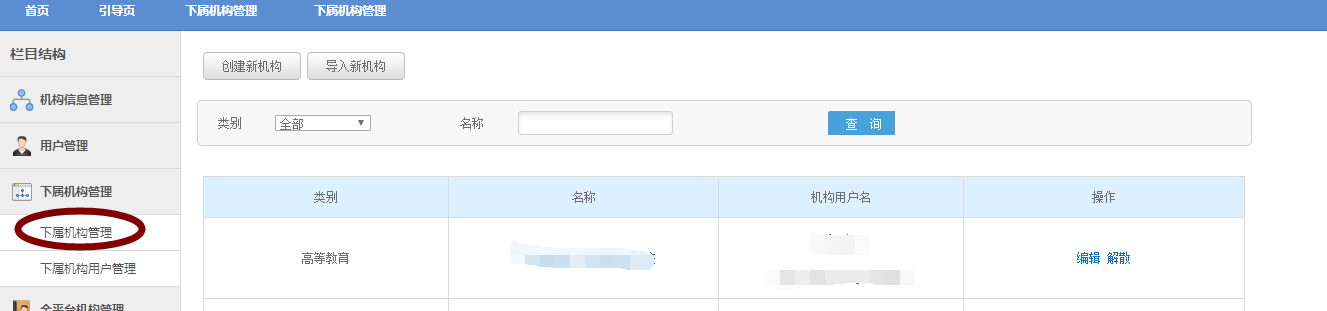 首页 引导页 下属机构管理 下属机构管理
栏目结构
机构信息管理
用户管理
下属机构管理
下属机构管理
下属机构用户管理
全平台机构管理
创建新机构 导入新机构
类别 全部 名称 查 询
类别 名称 机构用户名 操作
高等教育 编辑 解散